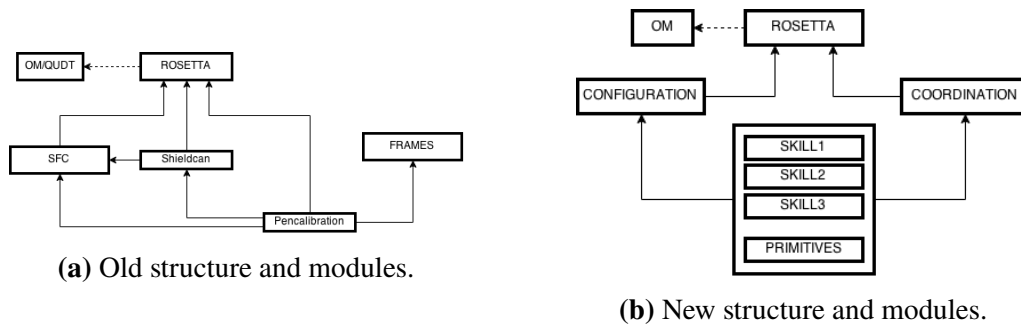 OM/QUDT
ROSETTA
SFC
Shieldcan
FRAMES
Pencalibration
(a) Old structure and modules.
OM
ROSETTA
CONFIGURATION
COORDINATION
SKILL1
SKILL2
SKILL3
PRIMITIVES
(b) New structure and modules.